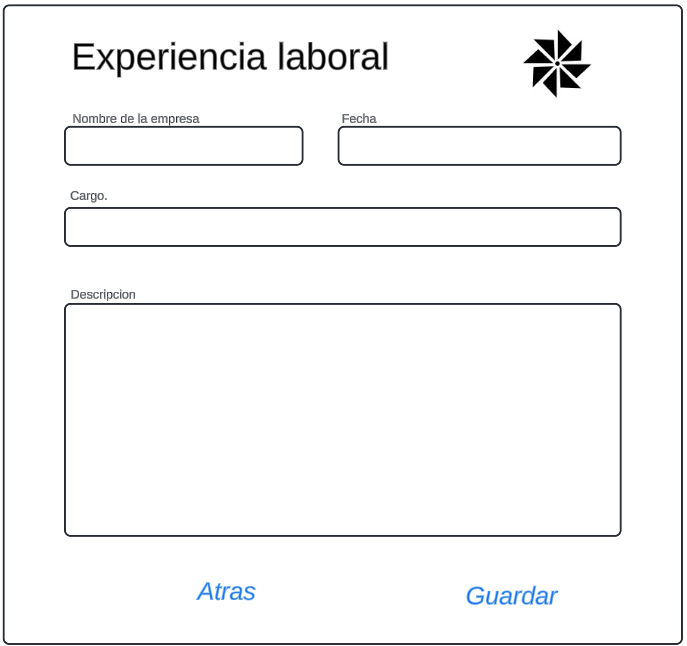 Experiencia laboral
Nombre de la empresa
Fecha
Cargo.
Descripcion
Atras
Guardar